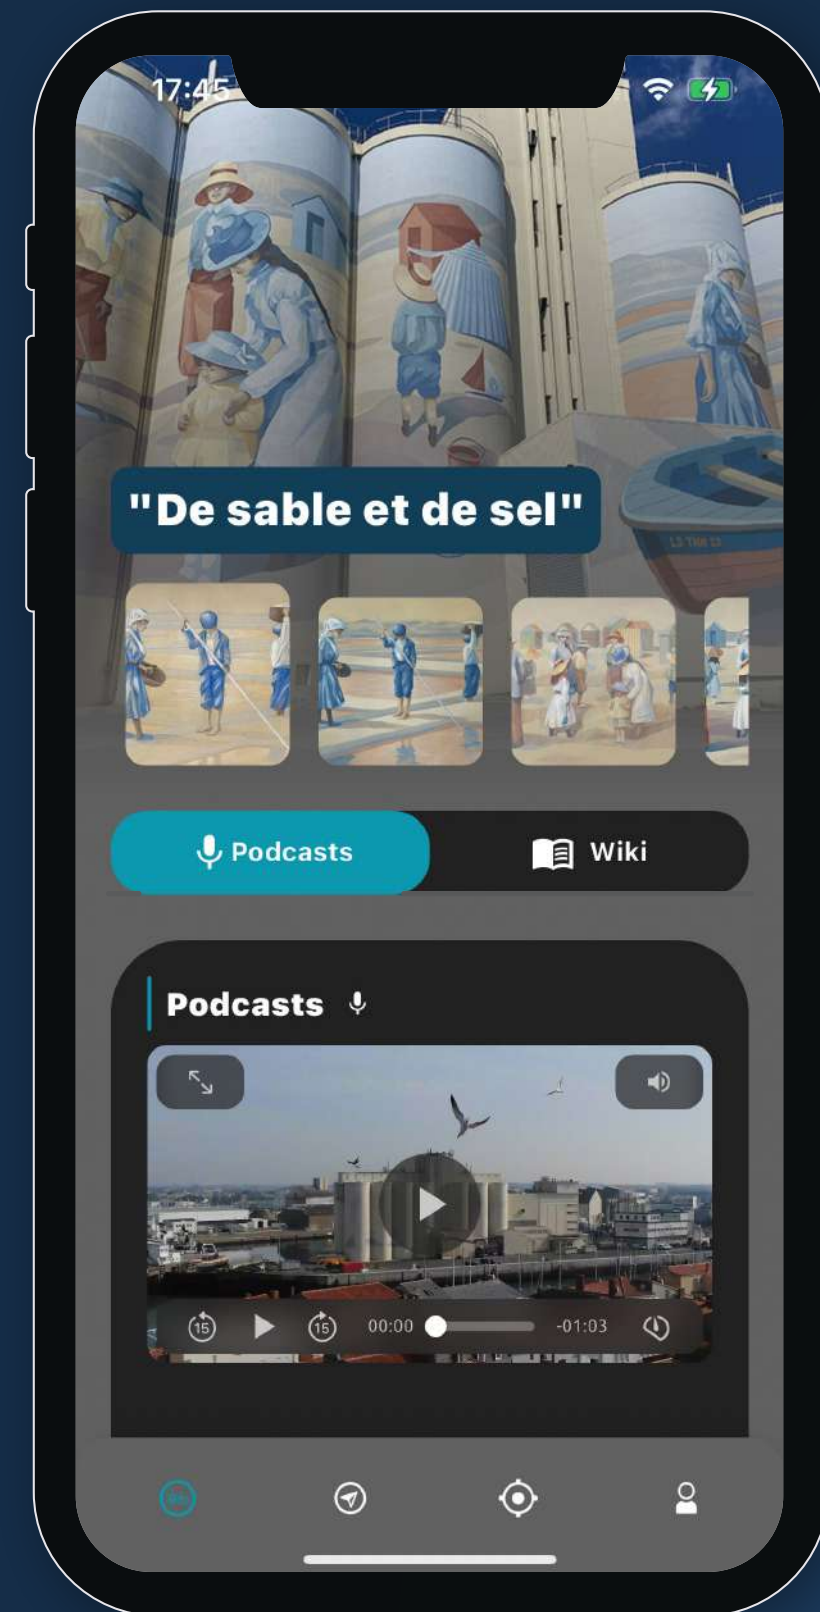 17:45
"De sable et de sel"
Podcasts
Wiki
Podcasts
15
15
00:00
-01:03